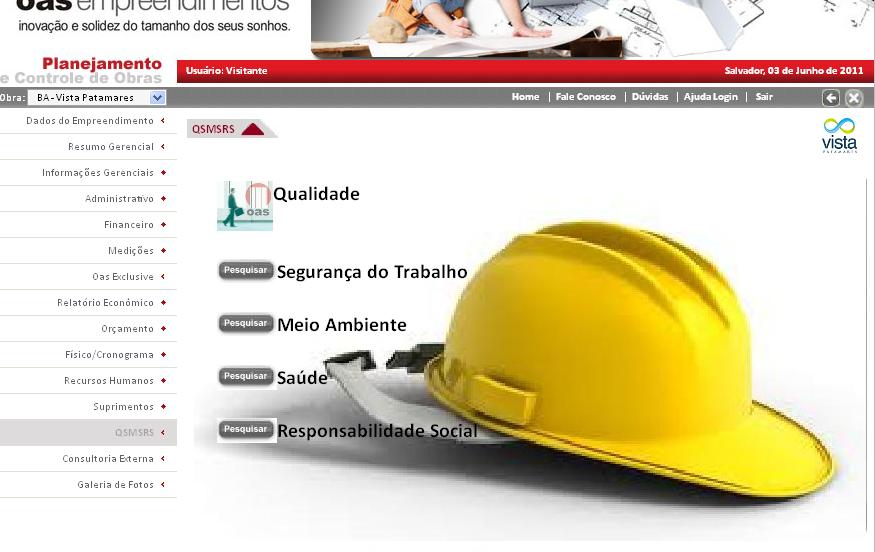 oas empreendimentos
inovação e solidez do tamanho dos seus sonhos.
Planejamento
e Controle de Obras
Usuário: Visitante
Salvador, 03 de Junho de 2011
Obra: BA-Vista Patamares
Home | Fale Conosco | Dúvidas | Ajuda Login | Sair
Dados do Empreendimento
Resumo Gerencial
Informações Gerenciais
Administrativo
Financeiro
Medições
Oas Exclusive
Relatório Econômico
Orçamento
Físico/Cronograma
Recursos Humanos
Suprimentos
QSMSRS
Consultoria Externa
Galeria de Fotos
QSMSRS
vista
PATAMARES
oas
Qualidade
Pesquisar Segurança do Trabalho
Pesquisar Meio Ambiente
Pesquisar Saúde
Pesquisar Responsabilidade Social